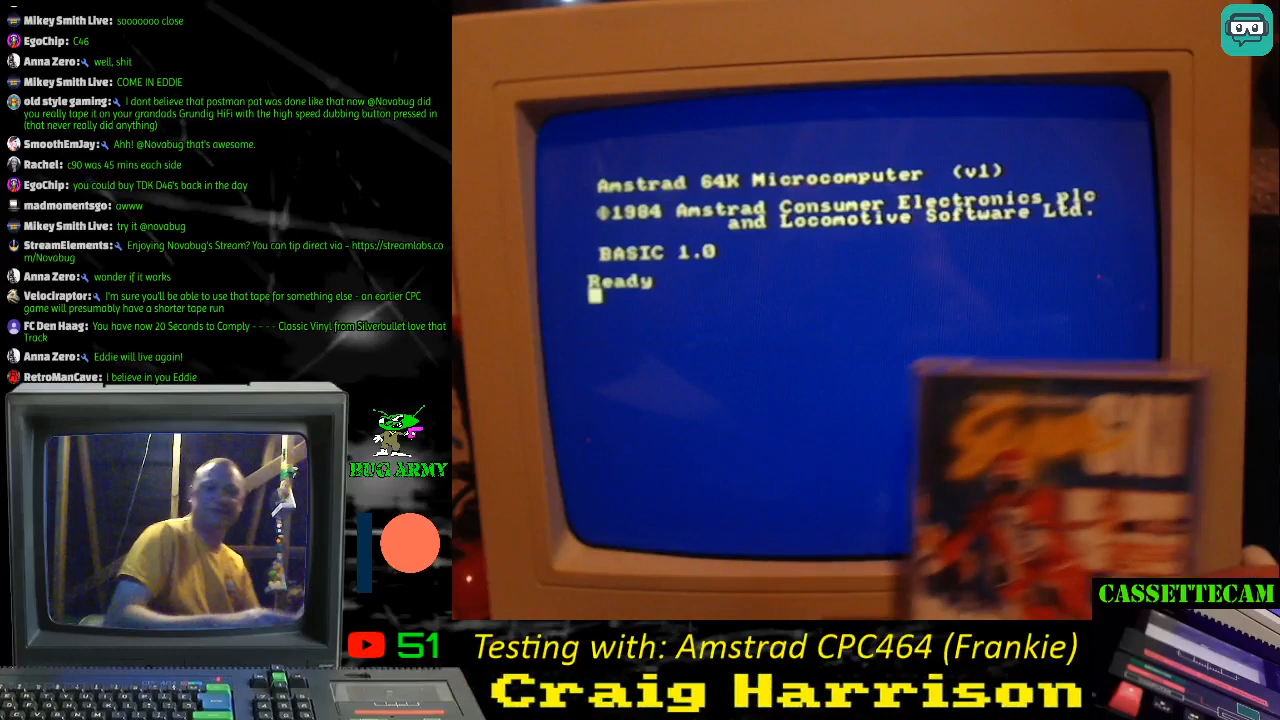 Mikey Smith Live: sooooooo close
EgoChip: C46
Anna Zero: well, shit
Mikey Smith Live: COME IN EDDIE
old style gaming: I dont believe that postman pat was done like that now @Novabug did
you really tape it on your grandads Grundig HiFi with the high speed dubbing button pressed in
(that never really did anything)
SmoothEmJay: Ahh! @Novabug that's awesome.
Rachel: c90 was 45 mins each side
EgoChip: you could buy TDK D46's back in the day
madmomentsgo: awww
Mikey Smith Live: try it @novabug
StreamElements: Enjoying Novabug's Stream? You can tip direct via - https://streamlabs.co
m/Novabug
Anna Zero: wonder if it works
Velociraptor: I'm sure you'll be able to use that tape for something else - an earlier CPC
game will presumably have a shorter tape run
FC Den Haag: You have now 20 Seconds to Comply - - - - Classic Vinyl from Silverbullet love that
Track
Anna Zero: Eddie will live again!
RetroManCave: I believe in you Eddie
Amstrad 64K Microcomputer (v1)
©1984 Amstrad Consumer Electronics plc
and Locomotive Software Ltd.
BASIC 1.0
Ready
BUG ARMY
CASSETTECAM
51
Testing with: Amstrad CPC464 (Frankie)
Craig Harrison